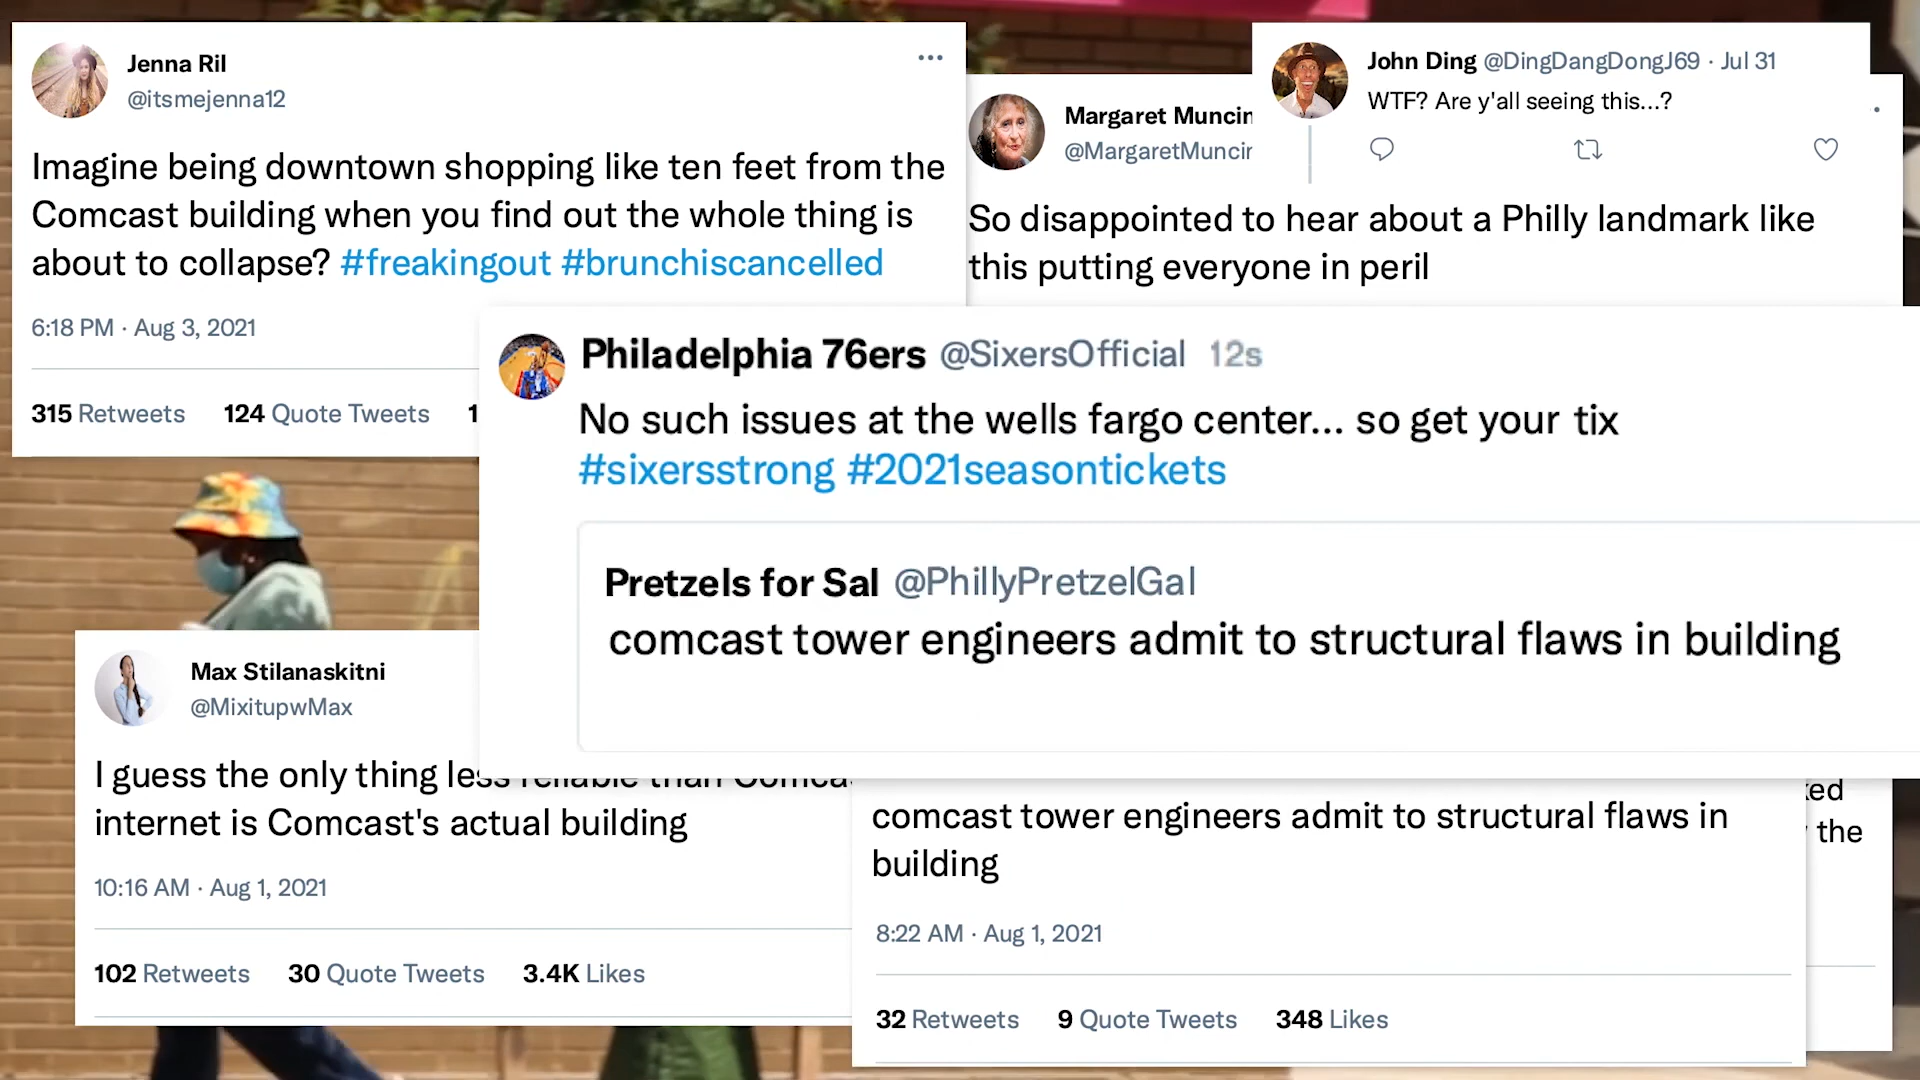 Jenna Ril
@itsmejenna12
Imagine being downtown shopping like ten feet from the
Comcast building when you find out the whole thing is
about to collapse? #freakingout #brunchiscancelled
6:18 PM · Aug 3, 2021
315 Retweets 124 Quote Tweets 1
Margaret Muncin
@MargaretMuncin
So disappointed to hear about a Philly landmark like
this putting everyone in peril
John Ding @DingDangDongJ69 · Jul 31
WTF? Are y'all seeing this...?
Philadelphia 76ers @SixersOfficial 12s
No such issues at the wells fargo center... so get your tix
#sixersstrong #2021seasontickets
Pretzels for Sal @PhillyPretzelGal
comcast tower engineers admit to structural flaws in building
Max Stilanaskitni
@MixitupwMax
I guess the only thing less reliable than Comcas
internet is Comcast's actual building
10:16 AM · Aug 1, 2021
102 Retweets 30 Quote Tweets 3.4K Likes
comcast tower engineers admit to structural flaws in
building
8:22 AM · Aug 1, 2021
32 Retweets 9 Quote Tweets 348 Likes
the